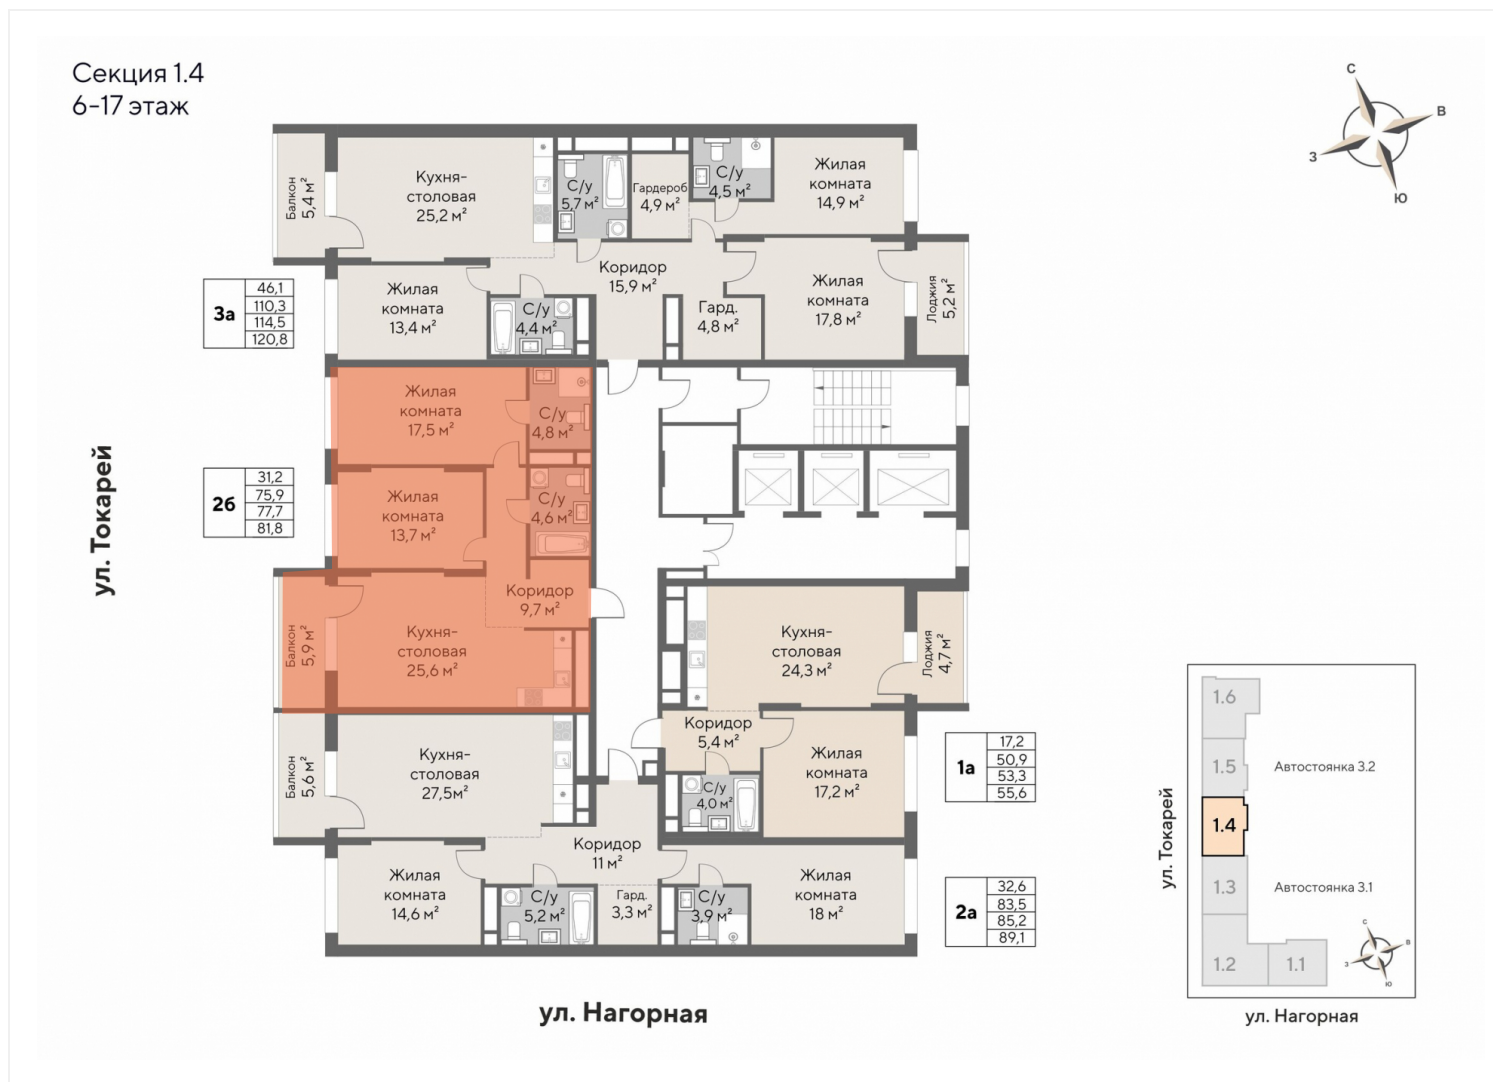 Секция 1.4
6-17 этаж
С
В
З
Ю
Балкон
5,4 м²
Кухня-
столовая
25,2 м²
С/у
5,7 м²
Гардероб
4,9 м²
С/у
4,5 м²
Жилая
комната
14,9 м²
Коридор
15,9 м²
Жилая
комната
17,8 м²
Лоджия
5,2 м²
3а
46,1
110,3
114,5
120,8
Жилая
комната
13,4 м²
С/у
4,4 м²
Гард.
4,8 м²
Жилая
комната
17,5 м²
С/у
4,8 м²
ул. Токарей
2б
31,2
75,9
77,7
81,8
Жилая
комната
13,7 м²
С/у
4,6 м²
Коридор
9,7 м²
Балкон
5,9 м²
Кухня-
столовая
25,6 м²
Кухня-
столовая
24,3 м²
Лоджия
4,7 м²
Балкон
5,6 м²
Кухня-
столовая
27,5м²
Коридор
5,4 м²
С/у
4,0 м²
Жилая
комната
17,2 м²
1а
17,2
50,9
53,3
55,6
Жилая
комната
14,6 м²
С/у
5,2 м²
Коридор
11 м²
Гард.
3,3 м²
С/у
3,9 м²
Жилая
комната
18 м²
2а
32,6
83,5
85,2
89,1
ул. Нагорная
1.6
1.5
Автостоянка 3.2
1.4
ул. Токарей
1.3
Автостоянка 3.1
1.2
1.1
С
В
З
Ю
ул. Нагорная